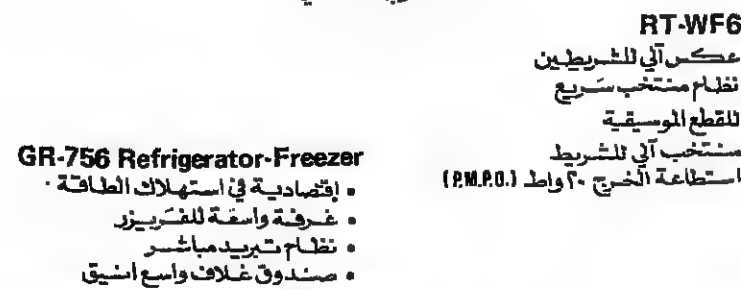 RT-WF6
عكس آلي للشريطين
نظام منتخب سريع
للقطع الموسيقية
منتخب آلي للشريط
استطاعة الخرج ٢٠ واط (P.M.P.O.)
GR-756 Refrigerator-Freezer
• إقتصادية في استهلاك الطاقة
• غرفة واسعة للفريزر
• نظام تبريد مباشر
• صندوق غلاف واسع انيق